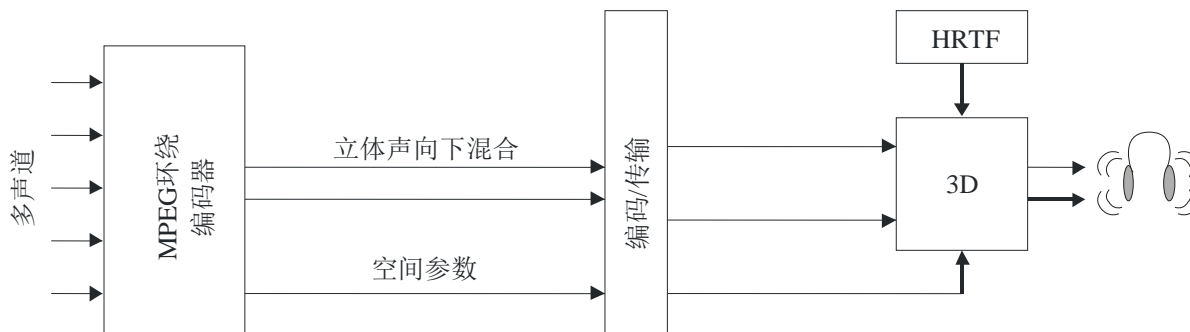 多声道
MPEG环绕
编码器
立体声向下混合
空间参数
编码/传输
HRTF
3D